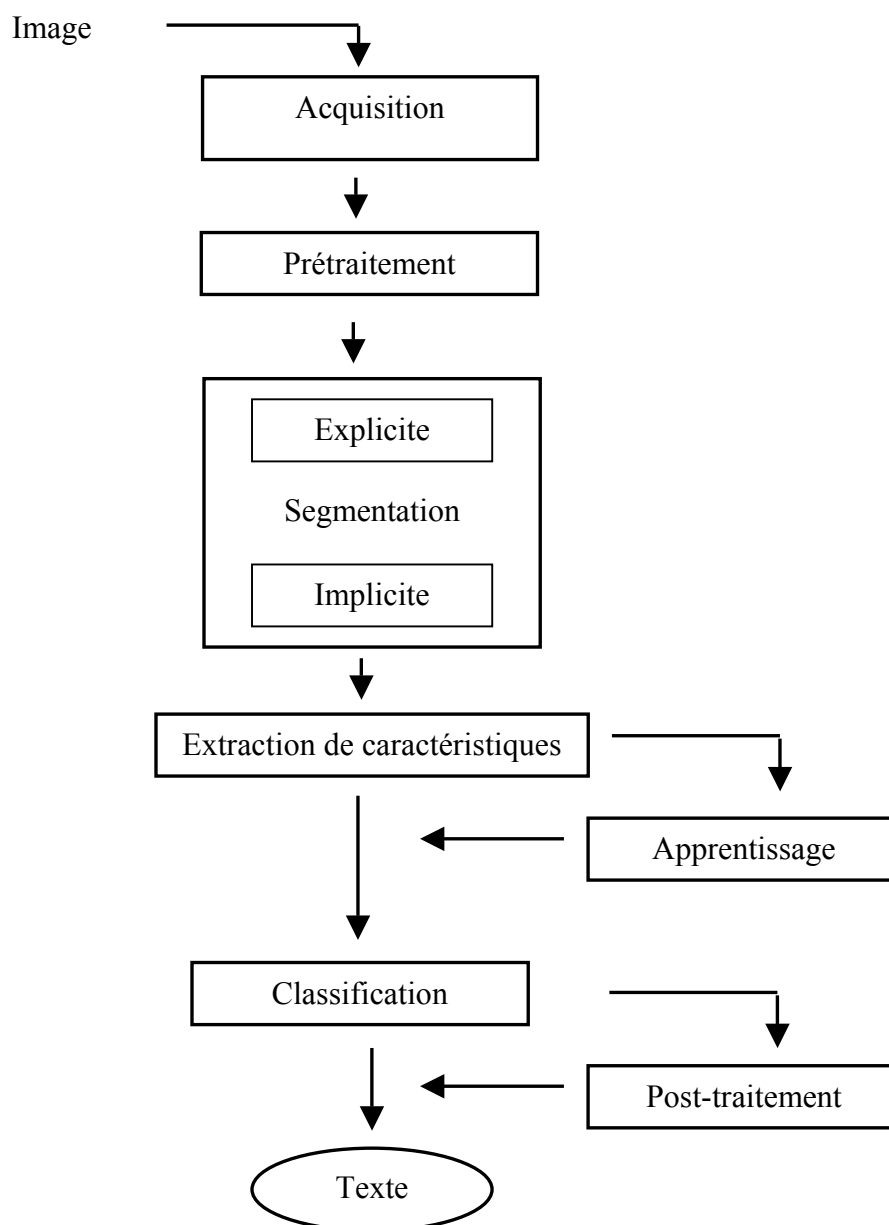 Image
Acquisition
Prétraitement
Explicite
Segmentation
Implicite
Extraction de caractéristiques
Apprentissage
Classification
Post-traitement
Texte